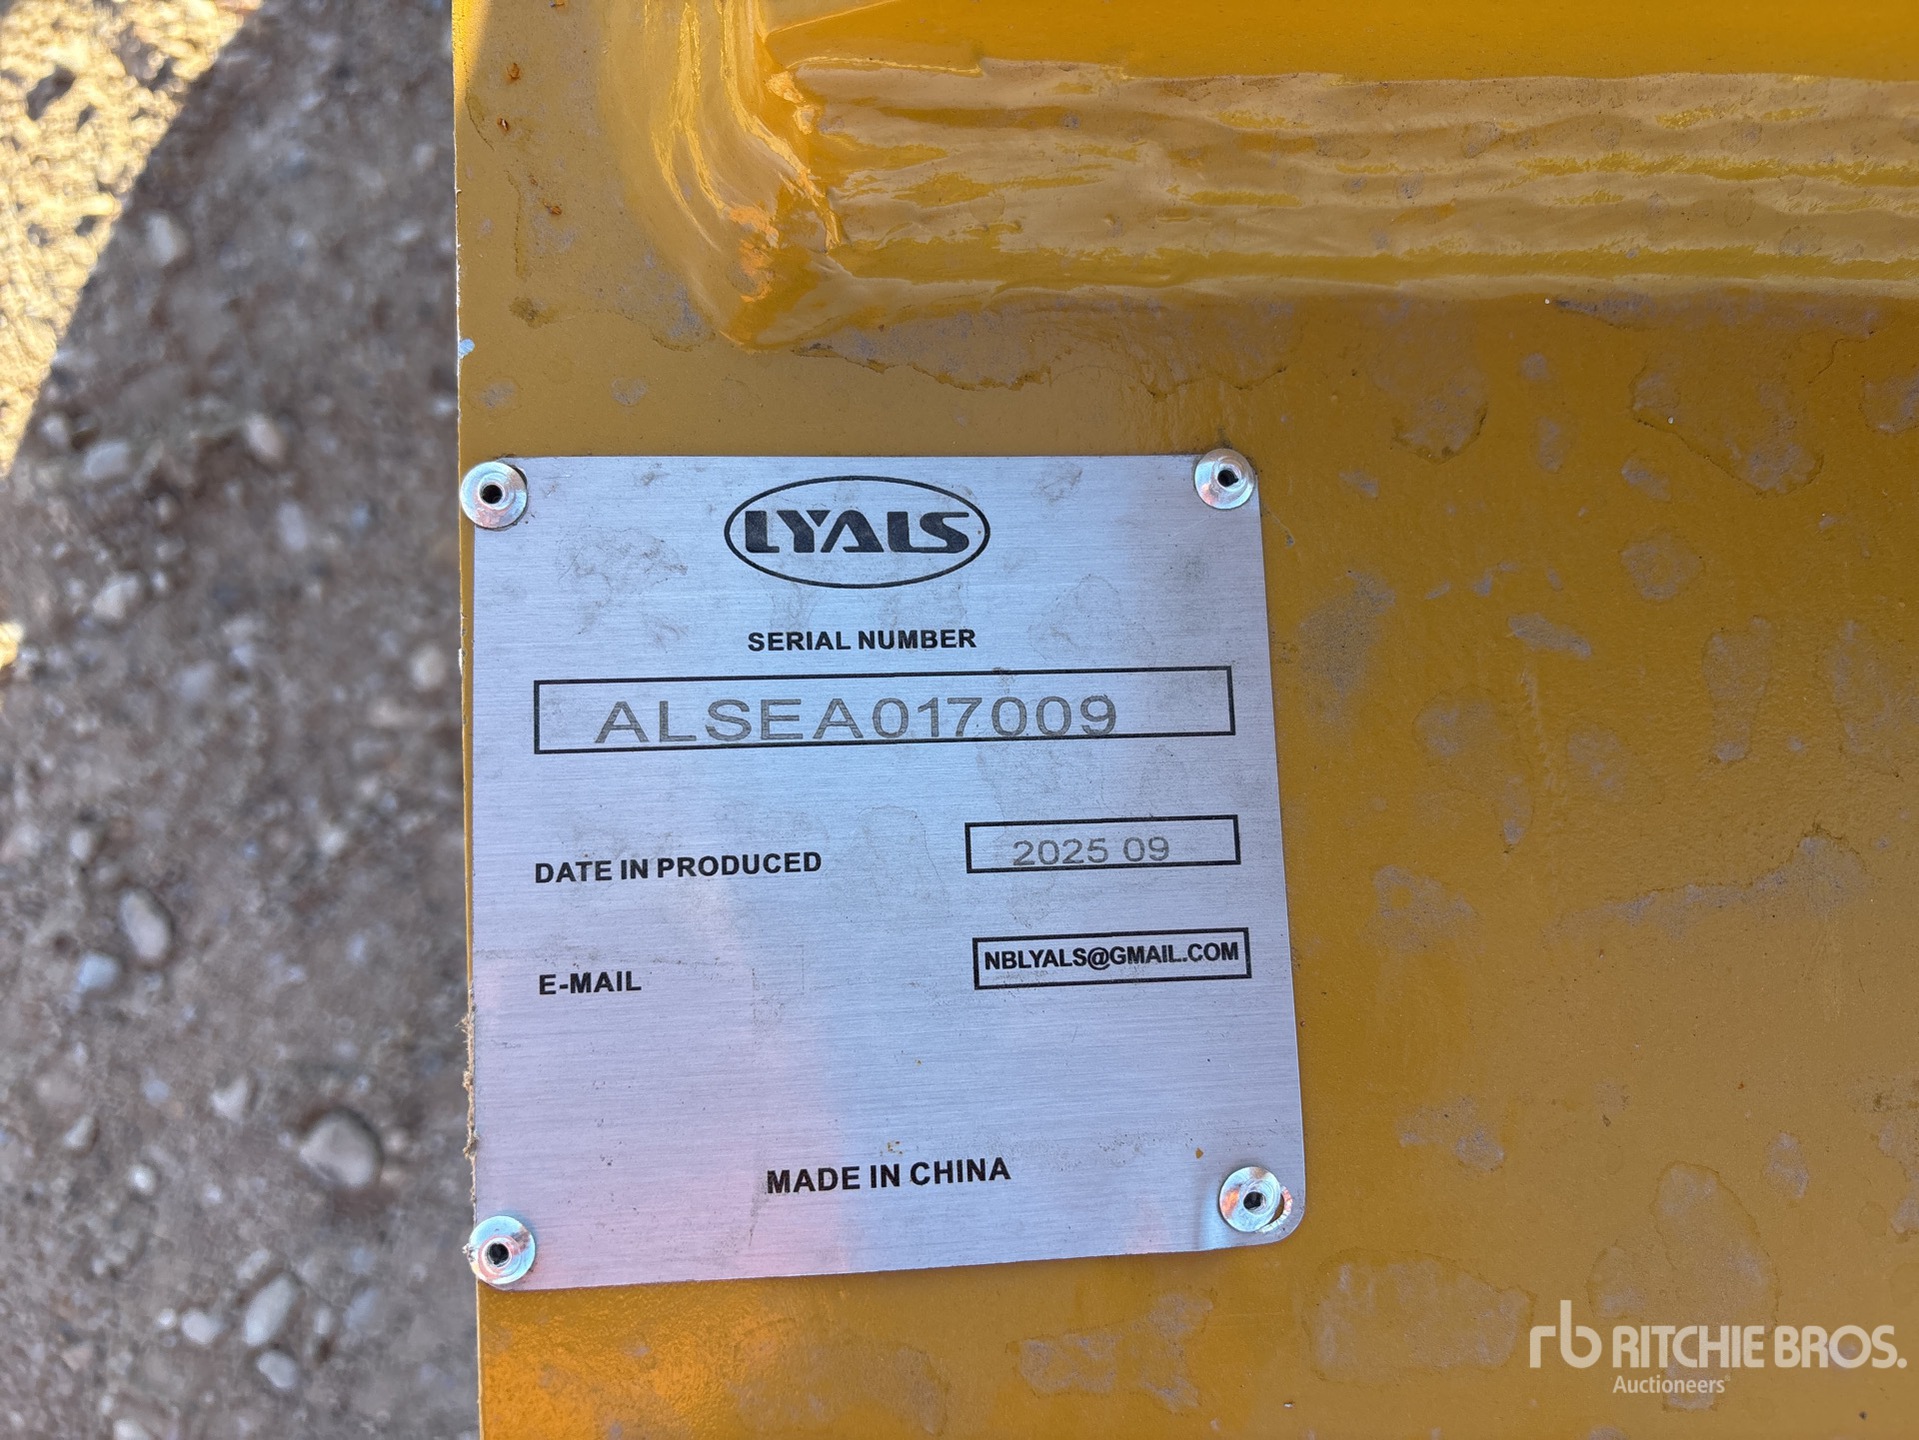 LYALS
SERIAL NUMBER
ALSEA017009
DATE IN PRODUCED 2025 09
E-MAIL NBLYALS@GMAIL.COM
MADE IN CHINA
rb RITCHIE BROS.
Auctioneers